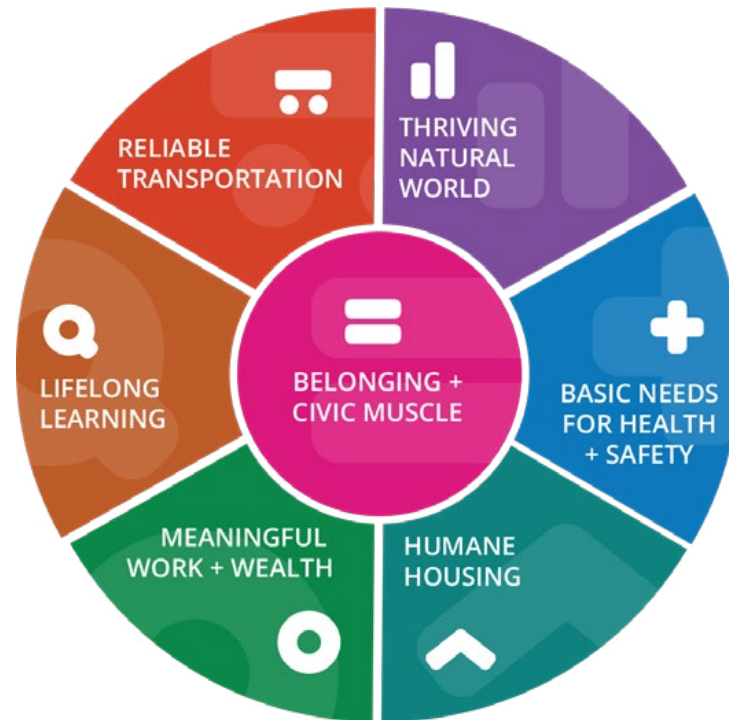 THRIVING
NATURAL
WORLD
BASIC NEEDS
FOR HEALTH
+ SAFETY
HUMANE
HOUSING
MEANINGFUL
WORK + WEALTH
LIFELONG
LEARNING
RELIABLE
TRANSPORTATION
BELONGING +
CIVIC MUSCLE